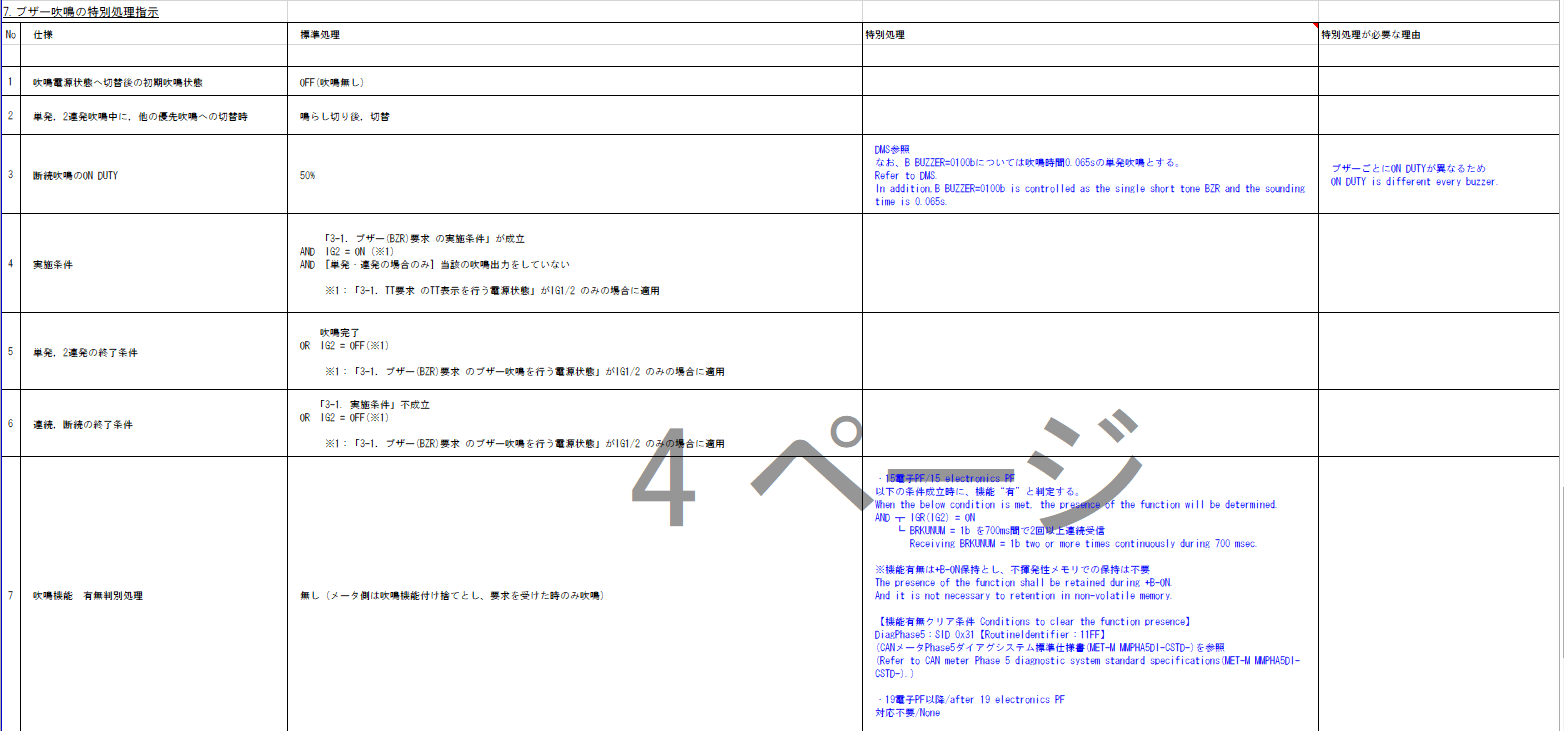 7. ブザー吹鳴の特別処理指示
No 仕様 標準処理 特別処理 特別処理が必要な理由
1 吹鳴電源状態へ切替後の初期吹鳴状態 OFF(吹鳴無し)
2 単発，2連発吹鳴中に，他の優先吹鳴への切替時 鳴らし切り後，切替
3 断続吹鳴のON DUTY 50%
DMS参照
なお、B BUZZER=0100bについては吹鳴時間0.065sの単発吹鳴とする。
Refer to DMS.
In addition,B BUZZER=0100b is controlled as the single short tone BZR and the sounding
time is 0.065s.
ブザーごとにON DUTYが異なるため
ON DUTY is different every buzzer.
4 実施条件
「3-1. ブザー(BZR)要求 の実施条件」が成立
AND IG2 = ON (※1)
AND [単発・連発の場合のみ] 当該の吹鳴出力をしていない
※1：「3-1. TT要求 のTT表示を行う電源状態」がIG1/2 のみの場合に適用
5 単発，2連発の終了条件
吹鳴完了
OR IG2 = OFF(※1)
※1：「3-1. ブザー(BZR)要求 のブザー吹鳴を行う電源状態」がIG1/2 のみの場合に適用
6 連続，断続の終了条件
「3-1. 実施条件」不成立
OR IG2 = OFF(※1)
※1：「3-1. ブザー(BZR)要求 のブザー吹鳴を行う電源状態」がIG1/2 のみの場合に適用
4 ページ
7 吹鳴機能　有無判別処理 無し（メータ側は吹鳴機能付け捨てとし、要求を受けた時のみ吹鳴）
・15電子PF/15 electronics PF
以下の条件成立時に、機能“有”と判定する。
When the below condition is met, the presence of the function will be determined.
AND ┬ IGR(IG2) = ON
└ BRKUNUM = 1b を700ms間で2回以上連続受信
Receiving BRKUNUM = 1b two or more times continuously during 700 msec.
※機能有無は+B-ON保持とし、不揮発性メモリでの保持は不要
The presence of the function shall be retained during +B-ON.
And it is not necessary to retention in non-volatile memory.
【機能有無クリア条件 Conditions to clear the function presence】
DiagPhase5：SID 0x31【RoutineIdentifier：11FF】
(CANメータPhase5ダイアグシステム標準仕様書(MET-M MMPHA5DI-CSTD-)を参照
(Refer to CAN meter Phase 5 diagnostic system standard specifications(MET-M MMPHA5DI-
CSTD-).)
・19電子PF以降/after 19 electronics PF
対応不要/None